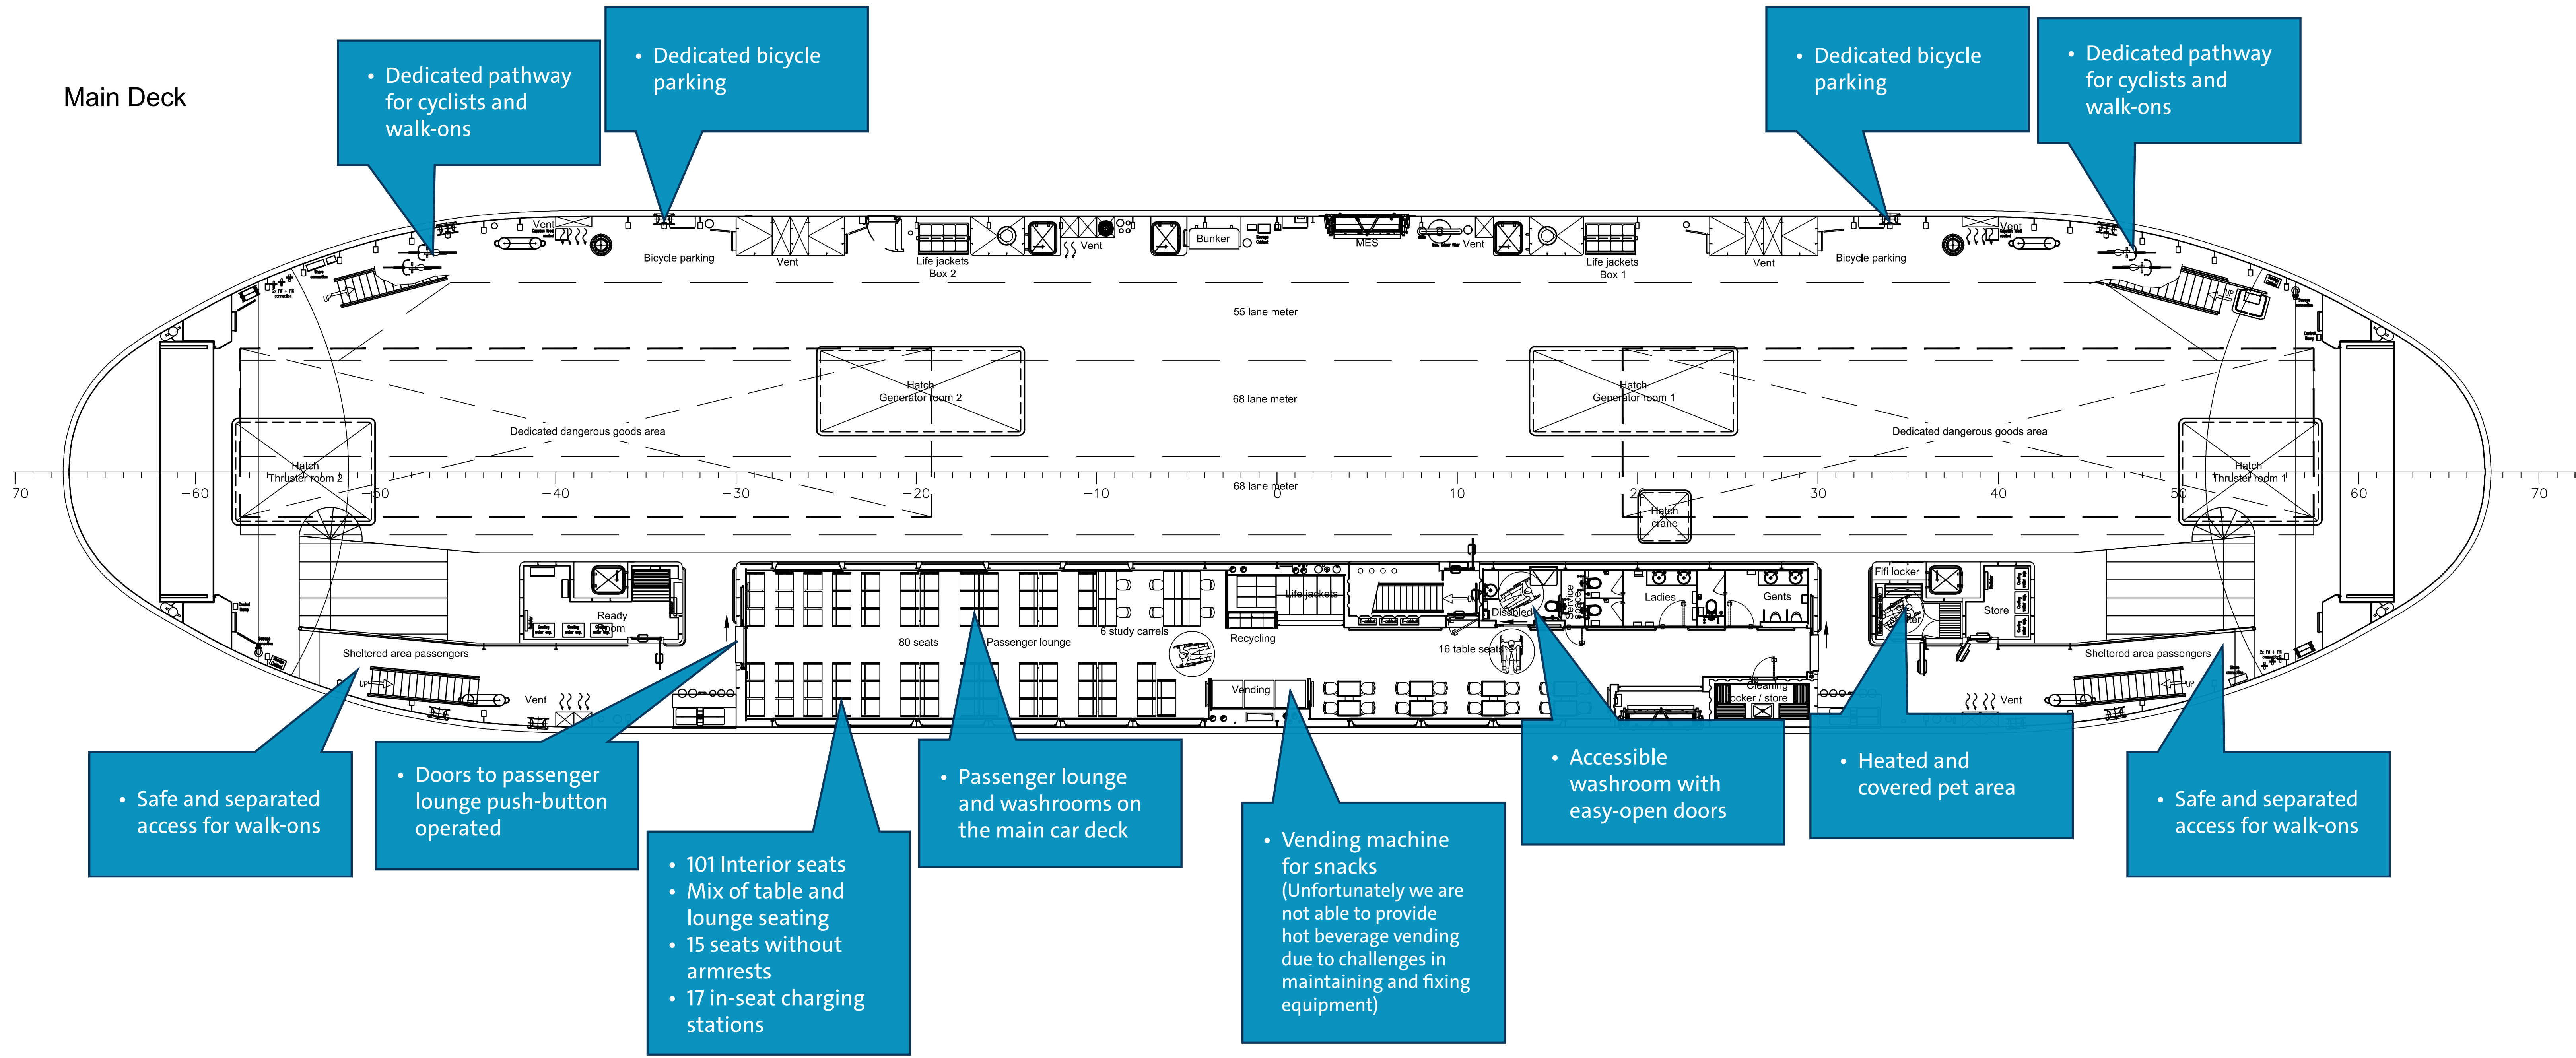 Main Deck
• Dedicated pathway
for cyclists and
walk-ons
• Dedicated bicycle
parking
• Dedicated bicycle
parking
• Dedicated pathway
for cyclists and
walk-ons
Vent
Bicycle parking
Vent
Life jackets
Box 2
Vent
Bunker
MES
Vent
Life jackets
Box 1
Vent
Bicycle parking
Vent
UP
UP
55 lane meter
Hatch
Generator room 2
68 lane meter
Hatch
Generator room 1
Dedicated dangerous goods area
Dedicated dangerous goods area
Hatch
Thruster room 2
Hatch
Thruster room 1
70
−60
−50
−40
−30
−20
−10
0
10
20
30
40
50
60
70
68 lane meter
Hatch
crane
Ready
room
Life jackets
Disabled
Service
space
Ladies
Gents
Fifi locker
Store
80 seats
Passenger lounge
6 study carrels
Recycling
16 table seats
Sheltered area passengers
Sheltered area passengers
UP
Vent
Vending
Cleaning
locker / store
Vent
UP
• Safe and separated
access for walk-ons
• Doors to passenger
lounge push-button
operated
• 101 Interior seats
• Mix of table and
lounge seating
• 15 seats without
armrests
• 17 in-seat charging
stations
• Passenger lounge
and washrooms on
the main car deck
• Vending machine
for snacks
(Unfortunately we are
not able to provide
hot beverage vending
due to challenges in
maintaining and fixing
equipment)
• Accessible
washroom with
easy-open doors
• Heated and
covered pet area
• Safe and separated
access for walk-ons